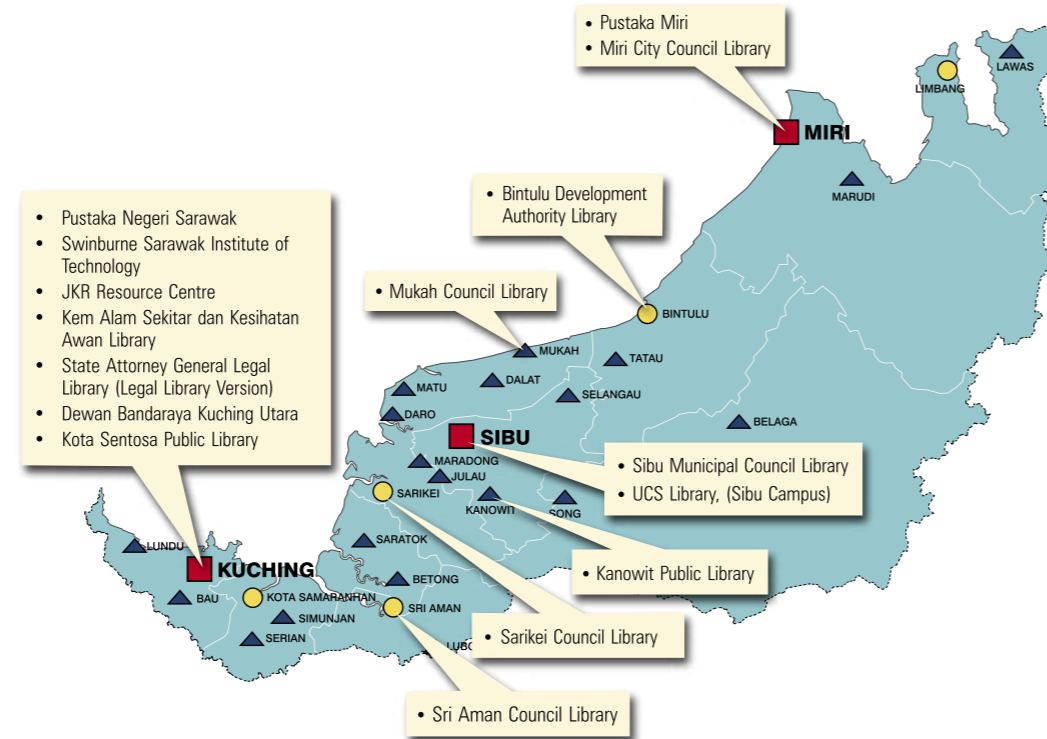 • Pustaka Miri
• Miri City Council Library
LAWAS
LIMBANG
MIRI
MARUDI
• Bintulu Development
Authority Library
• Pustaka Negeri Sarawak
• Swinburne Sarawak Institute of
Technology
• JKR Resource Centre
• Kem Alam Sekitar dan Kesihatan
Awan Library
• State Attorney General Legal
Library (Legal Library Version)
• Dewan Bandaraya Kuching Utara
• Kota Sentosa Public Library
• Mukah Council Library
BINTULU
MUKAH
TATAU
DALAT
MATU
SELANGAU
DARO
BELAGA
SIBU
MARADONG
• Sibu Municipal Council Library
• UCS Library, (Sibu Campus)
JULAU
SARIKEI
KANOWIT
SONG
SARATOK
LUNDU
KUCHING
BETONG
• Kanowit Public Library
BAU
KOTA SAMARAHAN
SRI AMAN
SIMUNJAN
SERIAN
• Sarikei Council Library
• Sri Aman Council Library